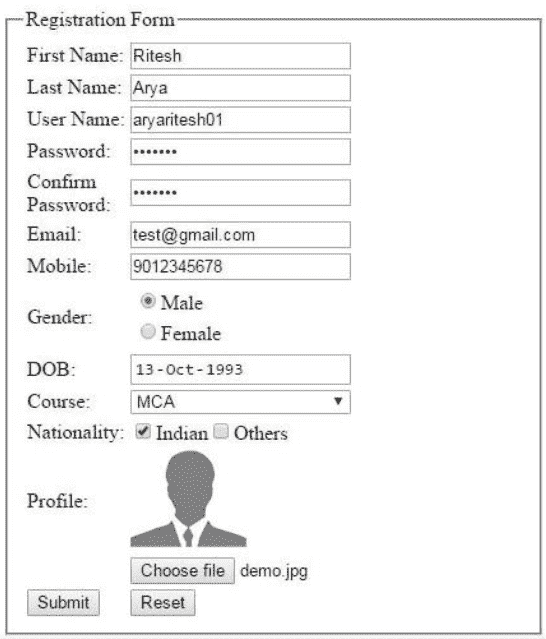 Registration Form
First Name: Ritesh
Last Name: Arya
User Name: aryaritesh01
Password: •••••••
Confirm
Password: •••••••
Email: test@gmail.com
Mobile: 9012345678
Gender: Male
Female
DOB: 13-Oct-1993
Course: MCA
Nationality: Indian Others
Profile:
Choose file demo.jpg
Submit Reset